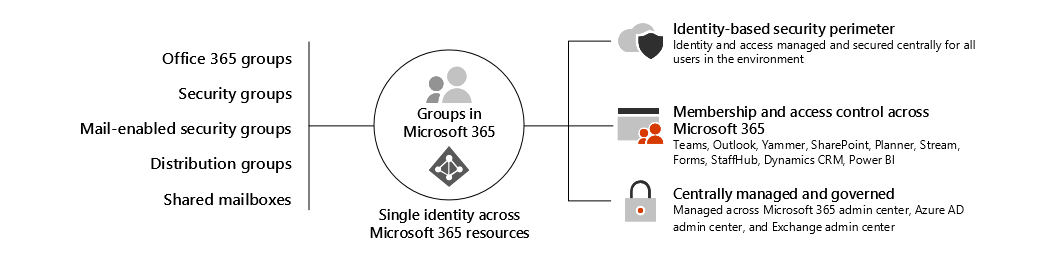 Office 365 groups
Security groups
Mail-enabled security groups
Distribution groups
Shared mailboxes
Groups in
Microsoft 365
Single identity across
Microsoft 365 resources
Identity-based security perimeter
Identity and access managed and secured centrally for all
users in the environment
Membership and access control across
Microsoft 365
Teams, Outlook, Yammer, SharePoint, Planner, Stream,
Forms, StaffHub, Dynamics CRM, Power BI
Centrally managed and governed
Managed across Microsoft 365 admin center, Azure AD
admin center, and Exchange admin center